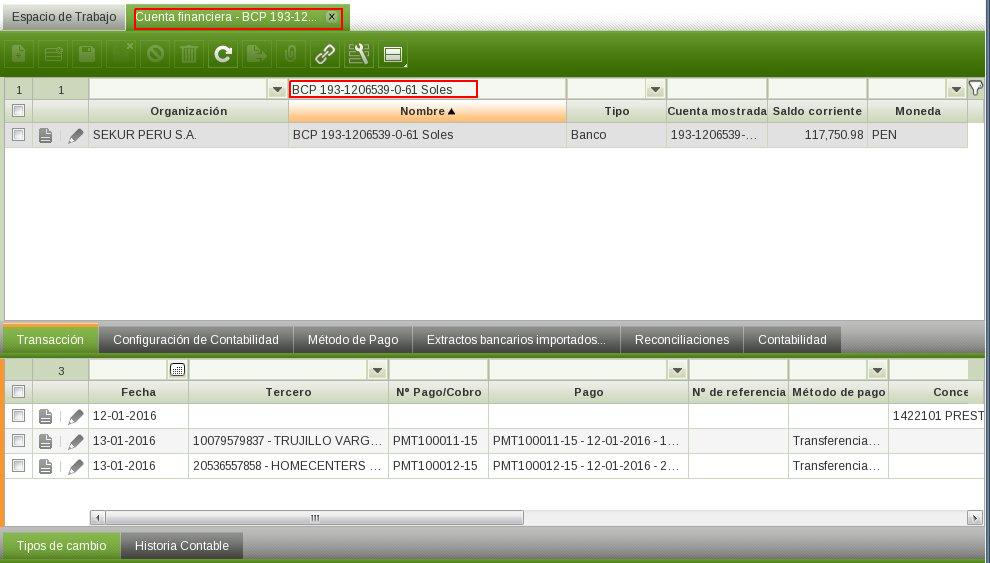 Espacio de Trabajo Cuenta financiera - BCP 193-12...
1 1 BCP 193-1206539-0-61 Soles
Organización Nombre Tipo Cuenta mostrada Saldo corriente Moneda
SEKUR PERU S.A. BCP 193-1206539-0-61 Soles Banco 193-1206539-... 117,750.98 PEN
Transacción Configuración de Contabilidad Método de Pago Extractos bancarios importados... Reconciliaciones Contabilidad
3
Fecha Tercero Nº Pago/Cobro Pago Nº de referencia Método de pago Conce
12-01-2016 1422101 PREST
13-01-2016 10079579837 - TRUJILLO VARG... PMT100011-15 PMT100011-15 - 12-01-2016 - 1... Transferencia...
13-01-2016 20536557858 - HOMECENTERS ... PMT100012-15 PMT100012-15 - 12-01-2016 - 2... Transferencia...
Tipos de cambio Historia Contable